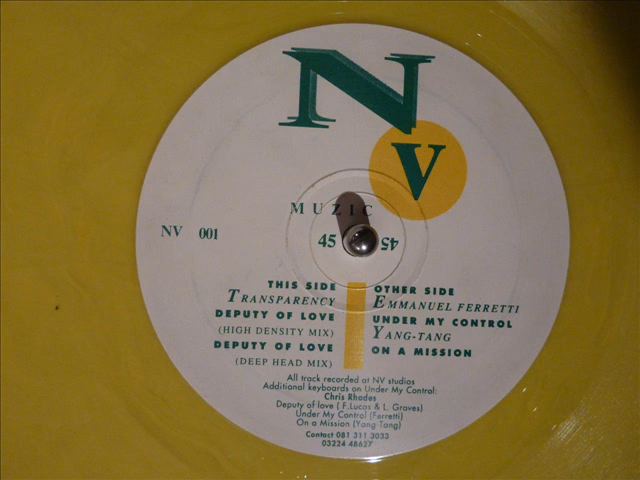 NV
MUZIC
NV 001
45
45
THIS SIDE
TRANSPARENCY
DEPUTY OF LOVE
(HIGH DENSITY MIX)
DEPUTY OF LOVE
(DEEP HEAD MIX)
OTHER SIDE
EMMANUEL FERRETTI
UNDER MY CONTROL
YANG-TANG
ON A MISSION
All track recorded at NV studios
Additional keyboards on Under My Control:
Chris Rhodes
Deputy of love ( F.Lucas & L. Graves)
Under My Control (Ferretti)
On a Mission (Yang Tang)
Contact 081 311 3033
03224 48627